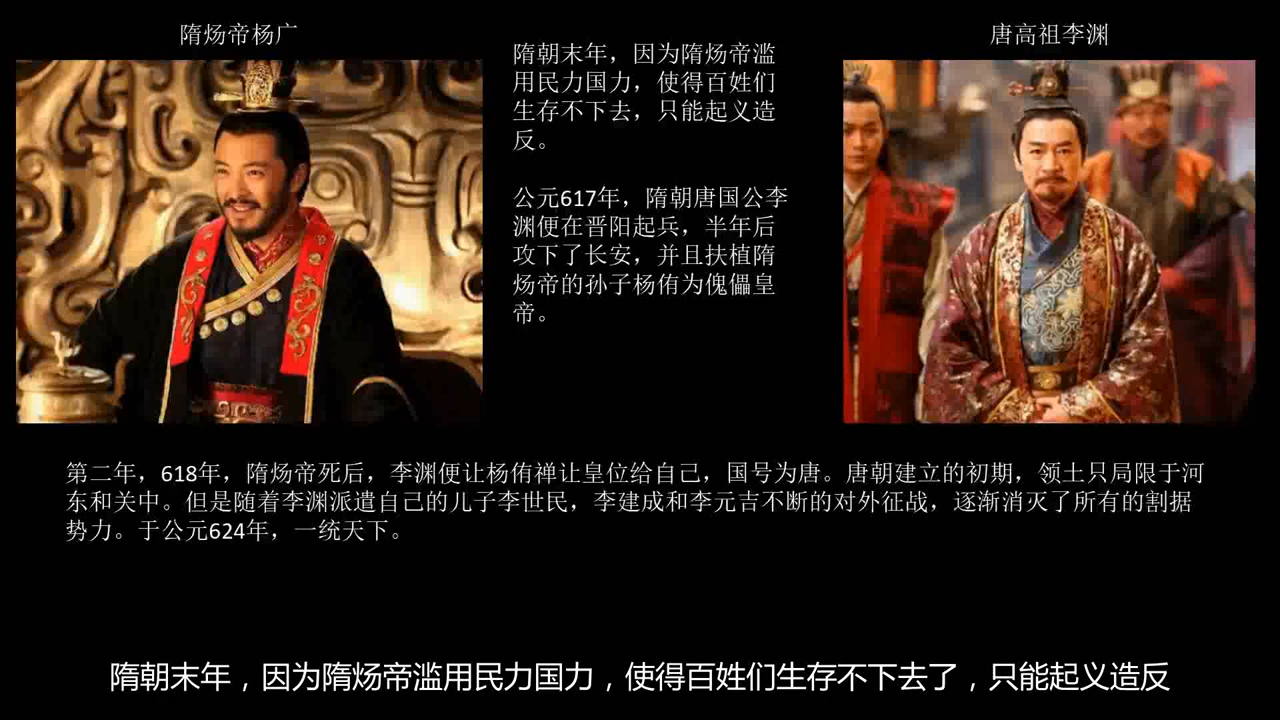 隋炀帝杨广
唐高祖李渊
隋朝末年，因为隋炀帝滥
用民力国力，使得百姓们
生存不下去，只能起义造
反。
公元617年，隋朝唐国公李
渊便在晋阳起兵，半年后
攻下了长安，并且扶植隋
炀帝的孙子杨侑为傀儡皇
帝。
第二年，618年，隋炀帝死后，李渊便让杨侑禅让皇位给自己，国号为唐。唐朝建立的初期，领土只局限于河
东和关中。但是随着李渊派遣自己的儿子李世民，李建成和李元吉不断的对外征战，逐渐消灭了所有的割据
势力。于公元624年，一统天下。
隋朝末年，因为隋炀帝滥用民力国力，使得百姓们生存不下去了，只能起义造反